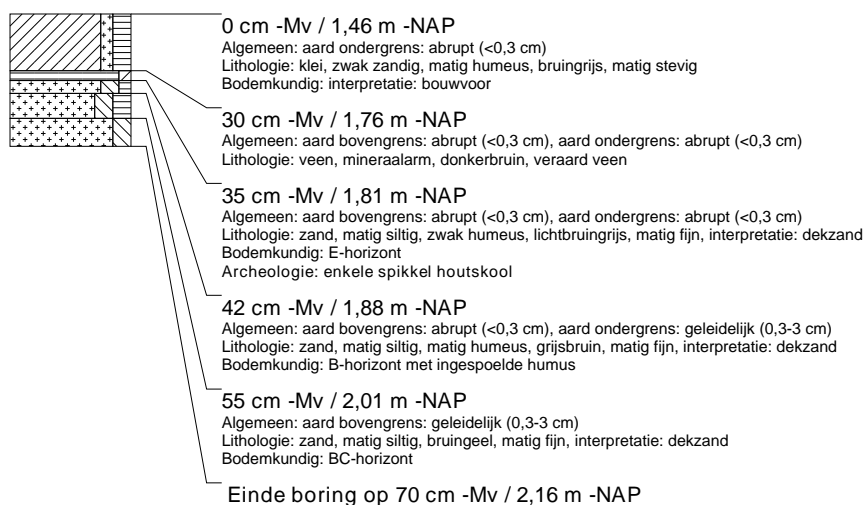 0 cm -Mv / 1,46 m -NAP
Algemeen: aard ondergrens: abrupt (<0,3 cm)
Lithologie: klei, zwak zandig, matig humeus, bruingrijs, matig stevig
Bodemkundig: interpretatie: bouwvoor
30 cm -Mv / 1,76 m -NAP
Algemeen: aard bovengrens: abrupt (<0,3 cm), aard ondergrens: abrupt (<0,3 cm)
Lithologie: veen, mineraalarm, donkerbruin, veraard veen
35 cm -Mv / 1,81 m -NAP
Algemeen: aard bovengrens: abrupt (<0,3 cm), aard ondergrens: abrupt (<0,3 cm)
Lithologie: zand, matig siltig, zwak humeus, lichtbruingrijs, matig fijn, interpretatie: dekzand
Bodemkundig: E-horizont
Archeologie: enkele spikkel houtskool
42 cm -Mv / 1,88 m -NAP
Algemeen: aard bovengrens: abrupt (<0,3 cm), aard ondergrens: geleidelijk (0,3-3 cm)
Lithologie: zand, matig siltig, matig humeus, grijsbruin, matig fijn, interpretatie: dekzand
Bodemkundig: B-horizont met ingespoelde humus
55 cm -Mv / 2,01 m -NAP
Algemeen: aard bovengrens: geleidelijk (0,3-3 cm)
Lithologie: zand, matig siltig, bruingeel, matig fijn, interpretatie: dekzand
Bodemkundig: BC-horizont
Einde boring op 70 cm -Mv / 2,16 m -NAP